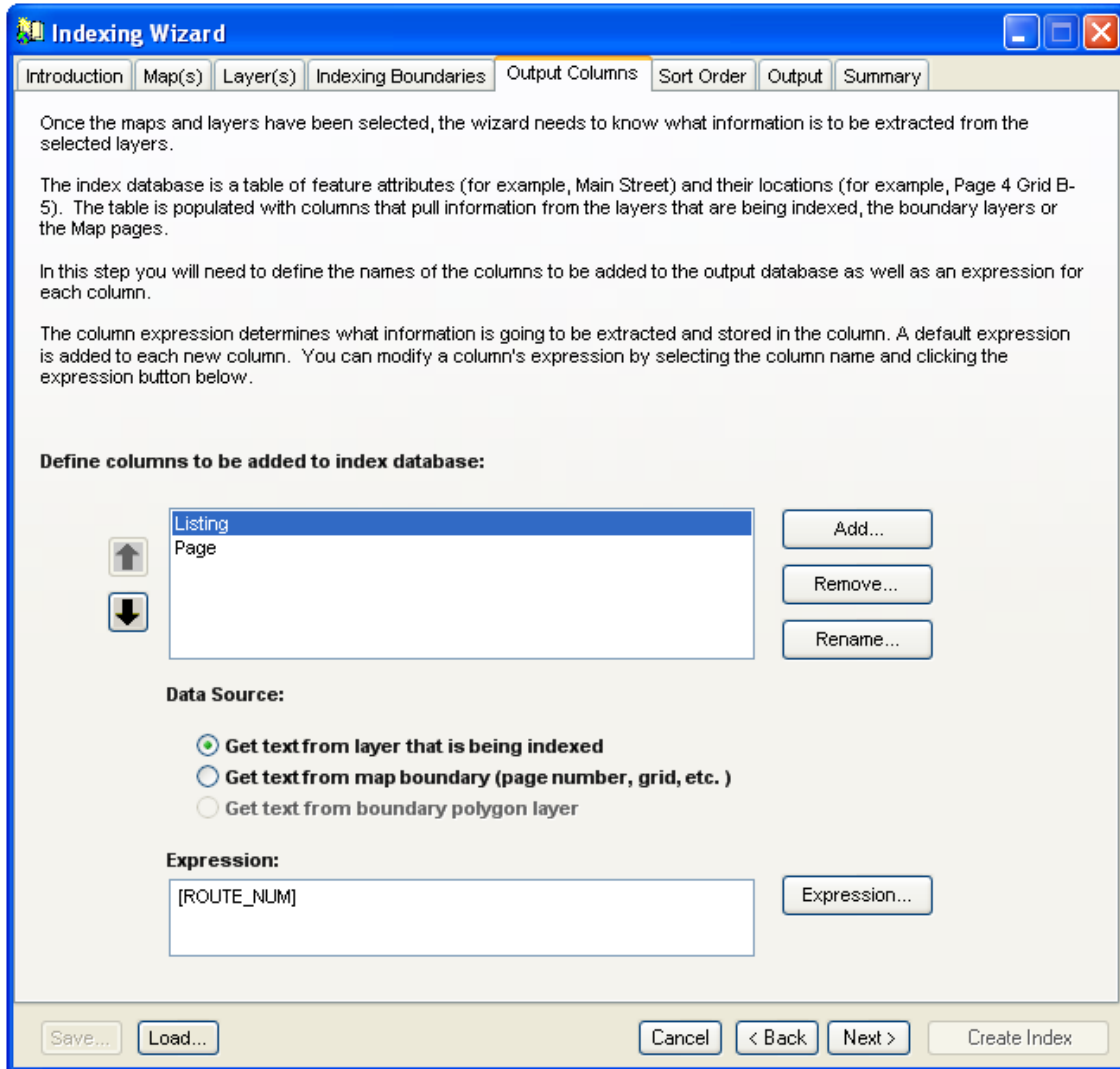 Indexing Wizard
Introduction Map(s) Layer(s) Indexing Boundaries Output Columns Sort Order Output Summary
Once the maps and layers have been selected, the wizard needs to know what information is to be extracted from the
selected layers.
The index database is a table of feature attributes (for example, Main Street) and their locations (for example, Page 4 Grid B-
5). The table is populated with columns that pull information from the layers that are being indexed, the boundary layers or
the Map pages.
In this step you will need to define the names of the columns to be added to the output database as well as an expression for
each column.
The column expression determines what information is going to be extracted and stored in the column. A default expression
is added to each new column. You can modify a column's expression by selecting the column name and clicking the
expression button below.
Define columns to be added to index database:
Listing
Page
Add...
Remove...
Rename...
Data Source:
Get text from layer that is being indexed
Get text from map boundary (page number, grid, etc. )
Get text from boundary polygon layer
Expression:
[ROUTE_NUM]
Expression...
Save... Load... Cancel < Back Next > Create Index